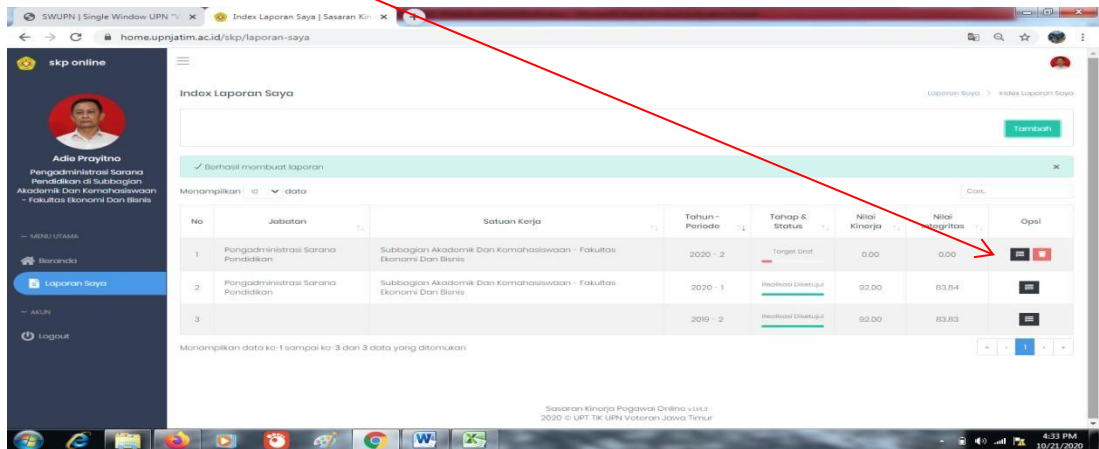 SWUPN | Single Window UPN "V
Index Laporan Saya | Sasaran Kin
home.upnjatim.ac.id/skp/laporan-saya
skp online
Index Laporan Saya
Laporan Saya > Index Laporan Saya
Tambah
Adie Prayitno
Pengadministrasi Sarana
Pendidikan di Subbagian
Akademik Dan Kemahasiswaan
- Fakultas Ekonomi Dan Bisnis
✓ Berhasil membuat laporan ×
Menampilkan 10 data
Cari..
No Jabatan Satuan Kerja Tahun - Periode Tahap & Status Nilai Kinerja Nilai Integritas Opsi
1 Pengadministrasi Sarana Pendidikan Subbagian Akademik Dan Kemahasiswaan - Fakultas Ekonomi Dan Bisnis 2020 - 2 Target Draf 0.00 0.00
2 Pengadministrasi Sarana Pendidikan Subbagian Akademik Dan Kemahasiswaan - Fakultas Ekonomi Dan Bisnis 2020 - 1 Realisasi Disetujui 92.00 83.84
3 2019 - 2 Realisasi Disetujui 92.00 83.83
Menampilkan data ke-1 sampai ke-3 dari 3 data yang ditemukan
« ‹ 1 › »
— MENU UTAMA
Beranda
Laporan Saya
— AKUN
Logout
Sasaran Kinerja Pegawai Online
2020 © UPT TIK UPN Veteran Jawa Timur
4:33 PM
10/21/2020